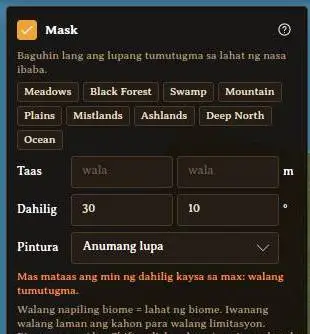 Mask
Baguhin lang ang lupang tumutugma sa lahat ng nasa
ibaba.
Meadows Black Forest Swamp Mountain
Plains Mistlands Ashlands Deep North
Ocean
Taas wala wala m
Dahilig 30 10 °
Pintura Anumang lupa
Mas mataas ang min ng dahilig kaysa sa max: walang
tumutugma.
Walang napiling biome = lahat ng biome. Iwanang
walang laman ang kahon para walang limitasyon.